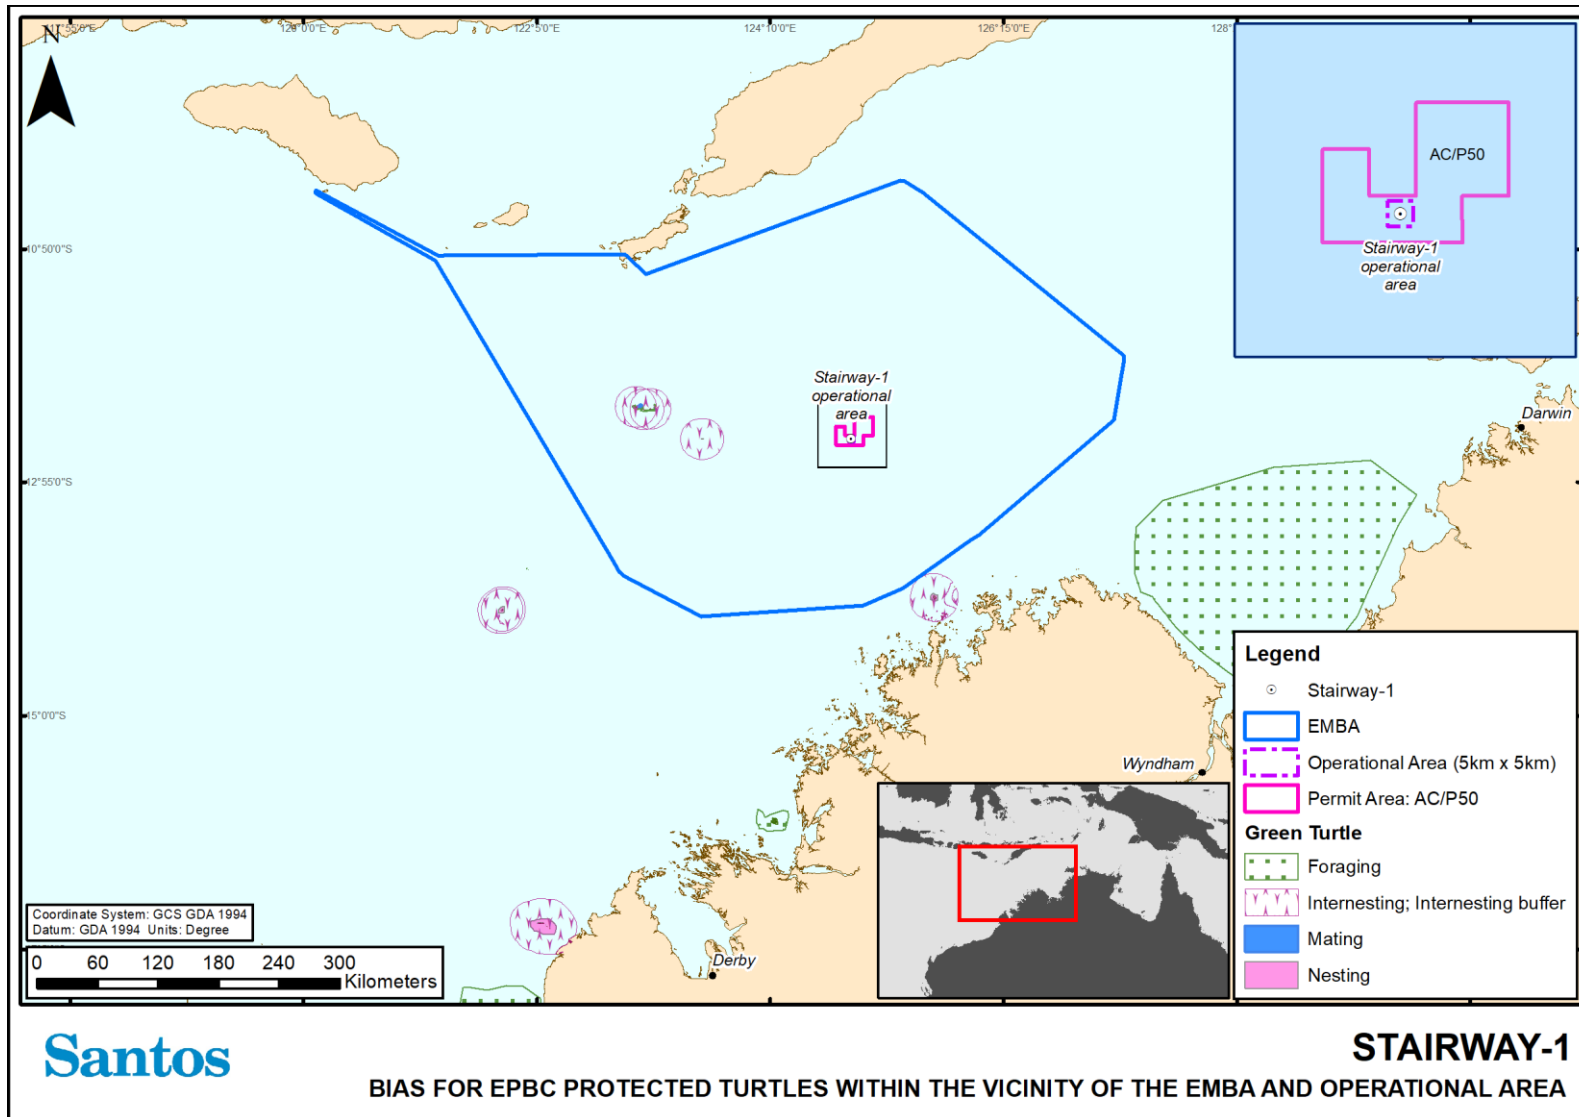 117°55'0"E
120°0'0"E
122°5'0"E
124°10'0"E
126°15'0"E
N
AC/P50
Stairway-1
operational
area
10°50'0"S
Stairway-1
operational
area
Darwin
12°55'0"S
15°0'0"S
Wyndham
Derby
Legend
Stairway-1
EMBA
Operational Area (5km x 5km)
Permit Area: AC/P50
Green Turtle
Foraging
Internesting; Internesting buffer
Mating
Nesting
Coordinate System: GCS GDA 1994
Datum: GDA 1994 Units: Degree
0 60 120 180 240 300
Kilometers
Santos
STAIRWAY-1
BIAS FOR EPBC PROTECTED TURTLES WITHIN THE VICINITY OF THE EMBA AND OPERATIONAL AREA